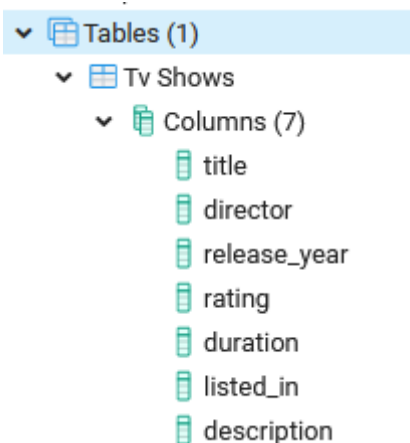 Tables (1)
Tv Shows
Columns (7)
title
director
release_year
rating
duration
listed_in
description